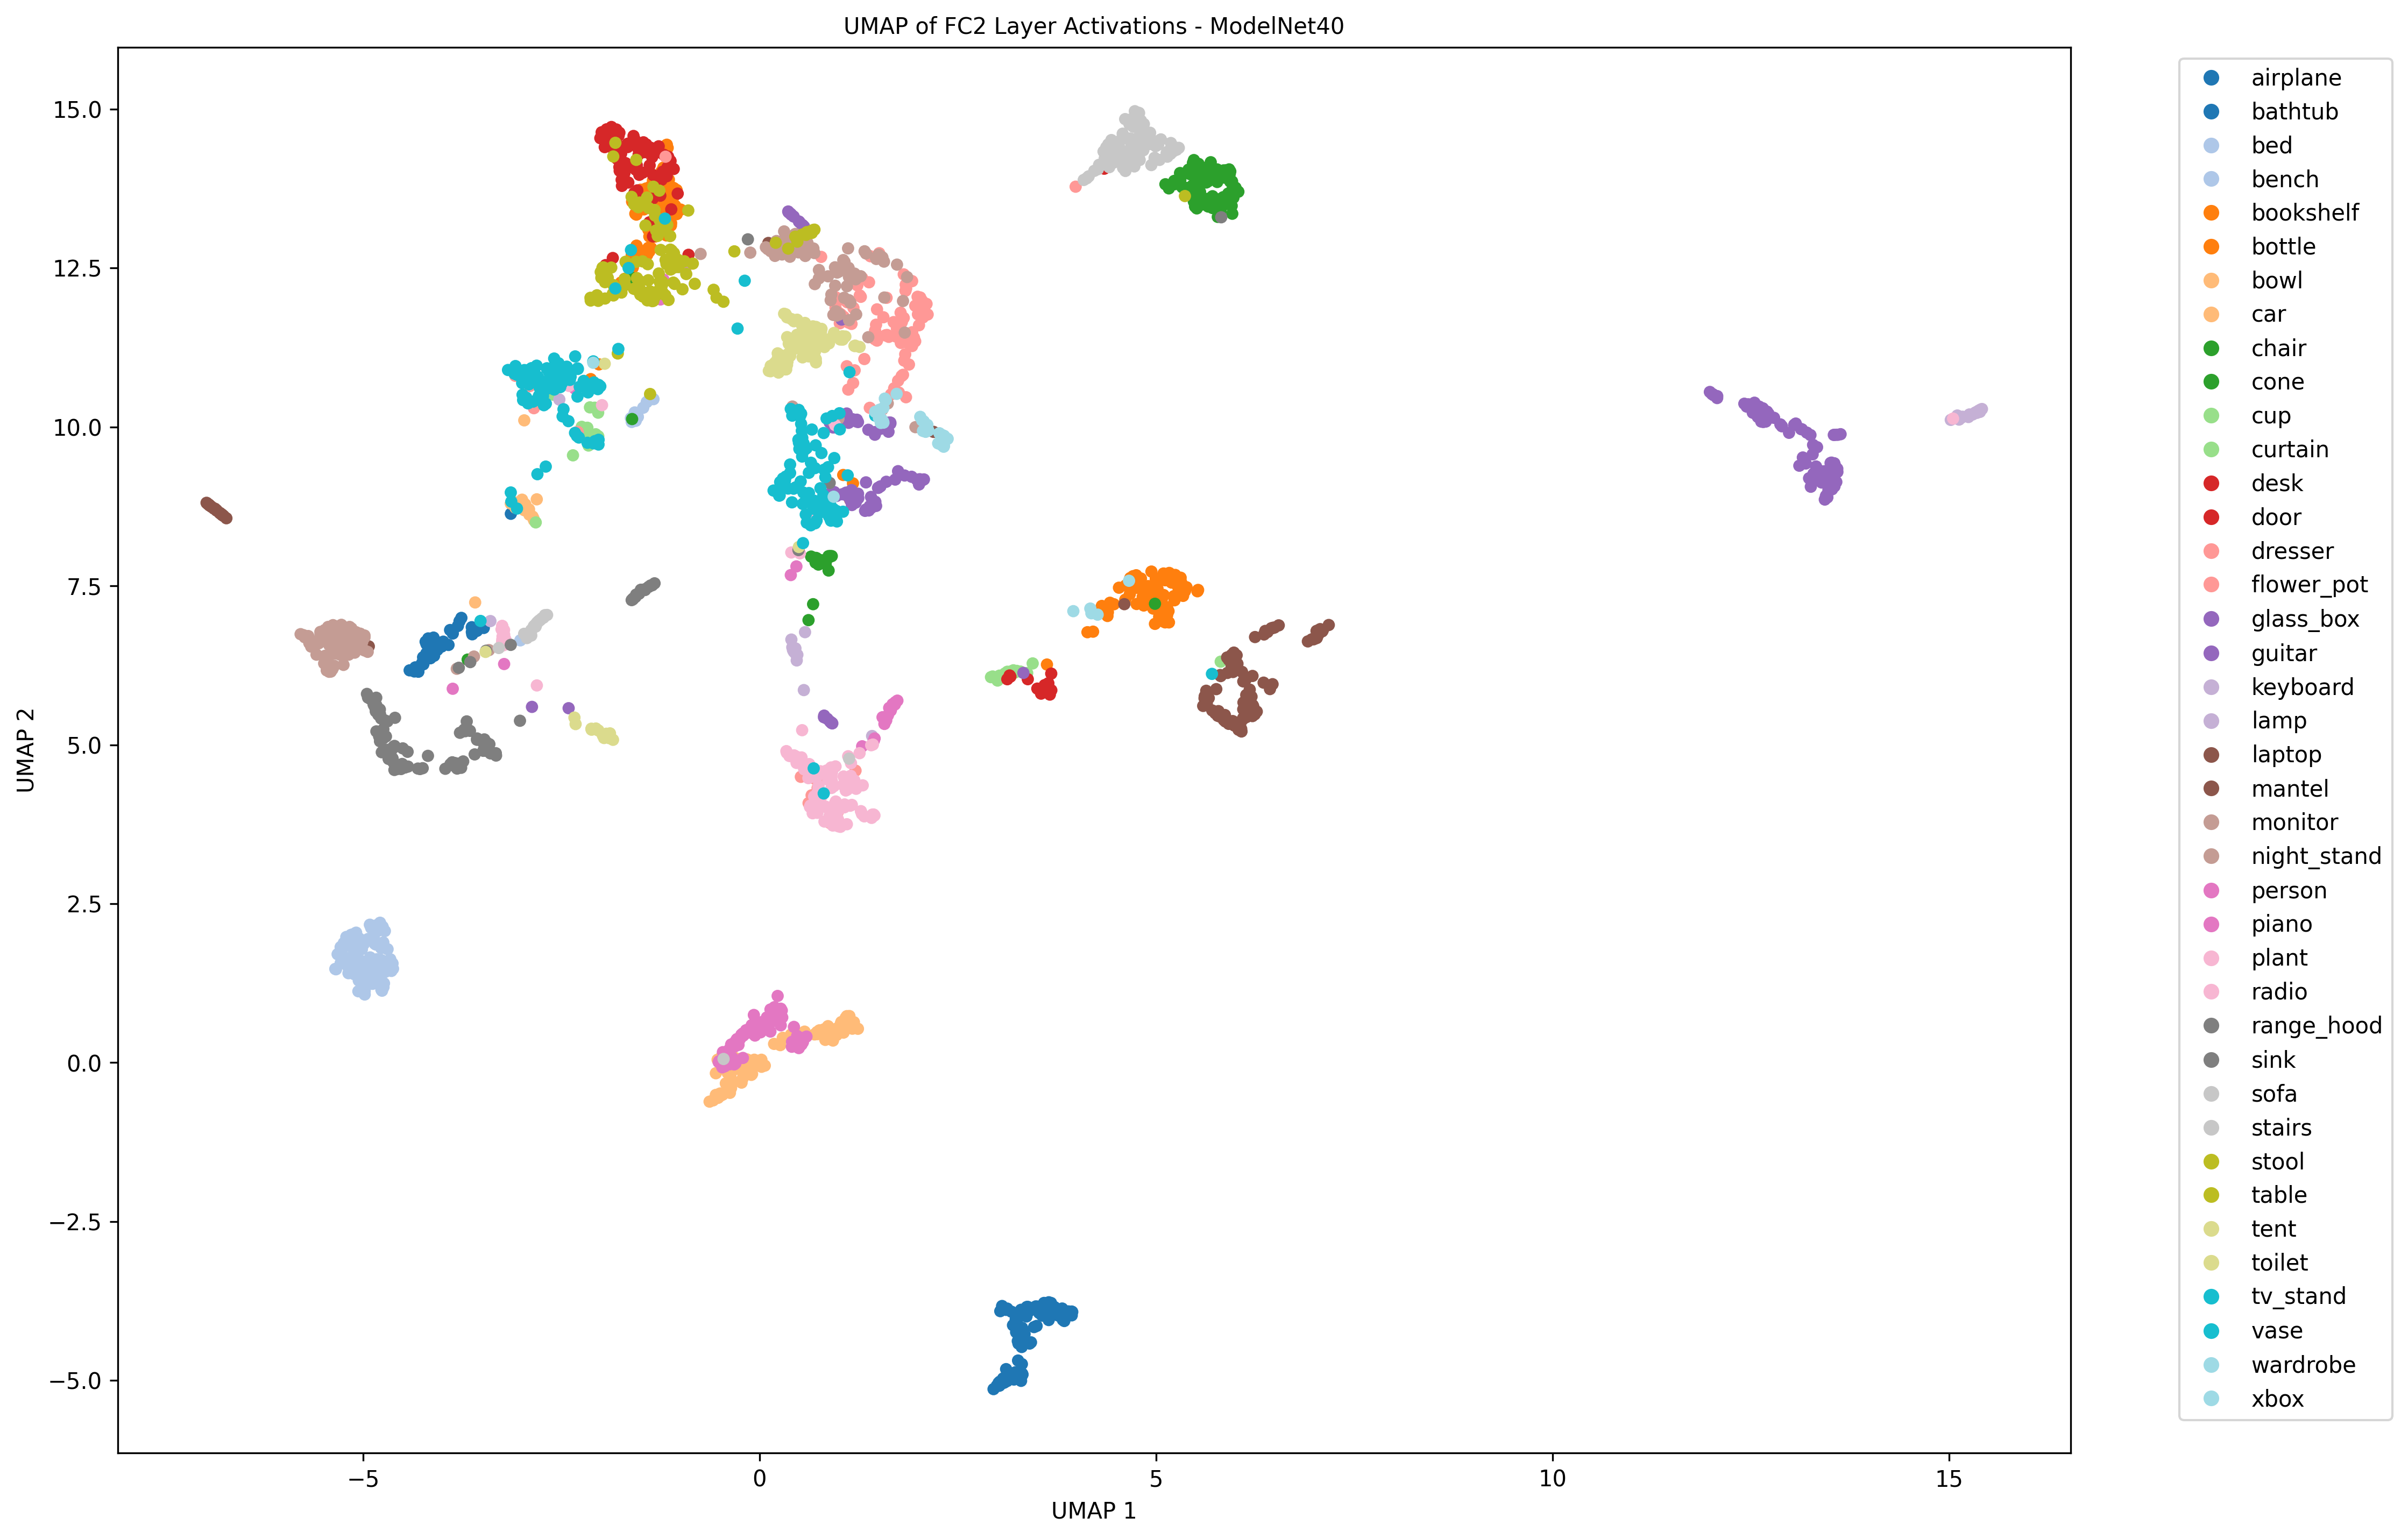 UMAP of FC2 Layer Activations - ModelNet40
15.0
12.5
10.0
7.5
5.0
2.5
0.0
−2.5
−5.0
UMAP 2
−5
0
5
10
15
UMAP 1
airplane
bathtub
bed
bench
bookshelf
bottle
bowl
car
chair
cone
cup
curtain
desk
door
dresser
flower_pot
glass_box
guitar
keyboard
lamp
laptop
mantel
monitor
night_stand
person
piano
plant
radio
range_hood
sink
sofa
stairs
stool
table
tent
toilet
tv_stand
vase
wardrobe
xbox